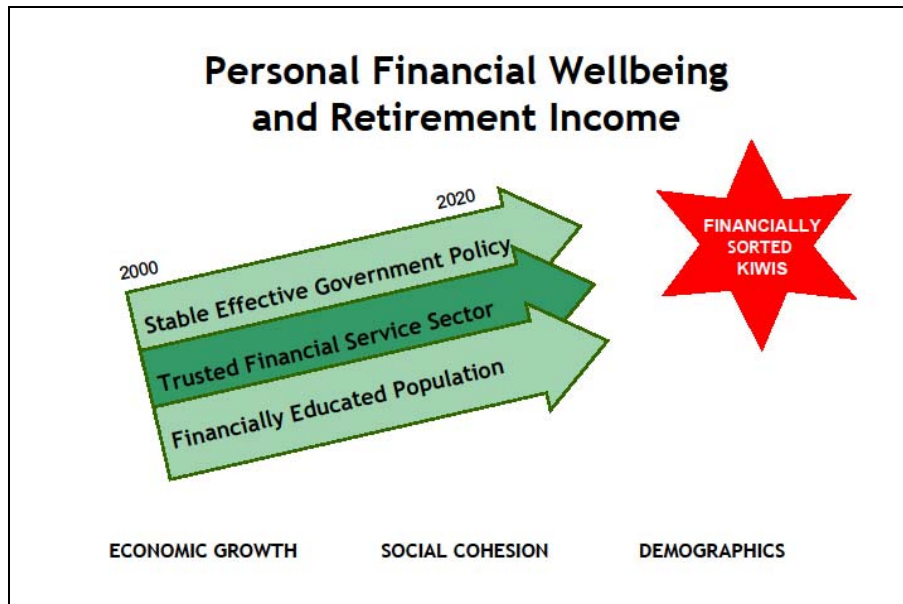 Personal Financial Wellbeing
and Retirement Income
2000
2020
Stable Effective Government Policy
Trusted Financial Service Sector
Financially Educated Population
FINANCIALLY
SORTED
KIWIS
ECONOMIC GROWTH SOCIAL COHESION DEMOGRAPHICS